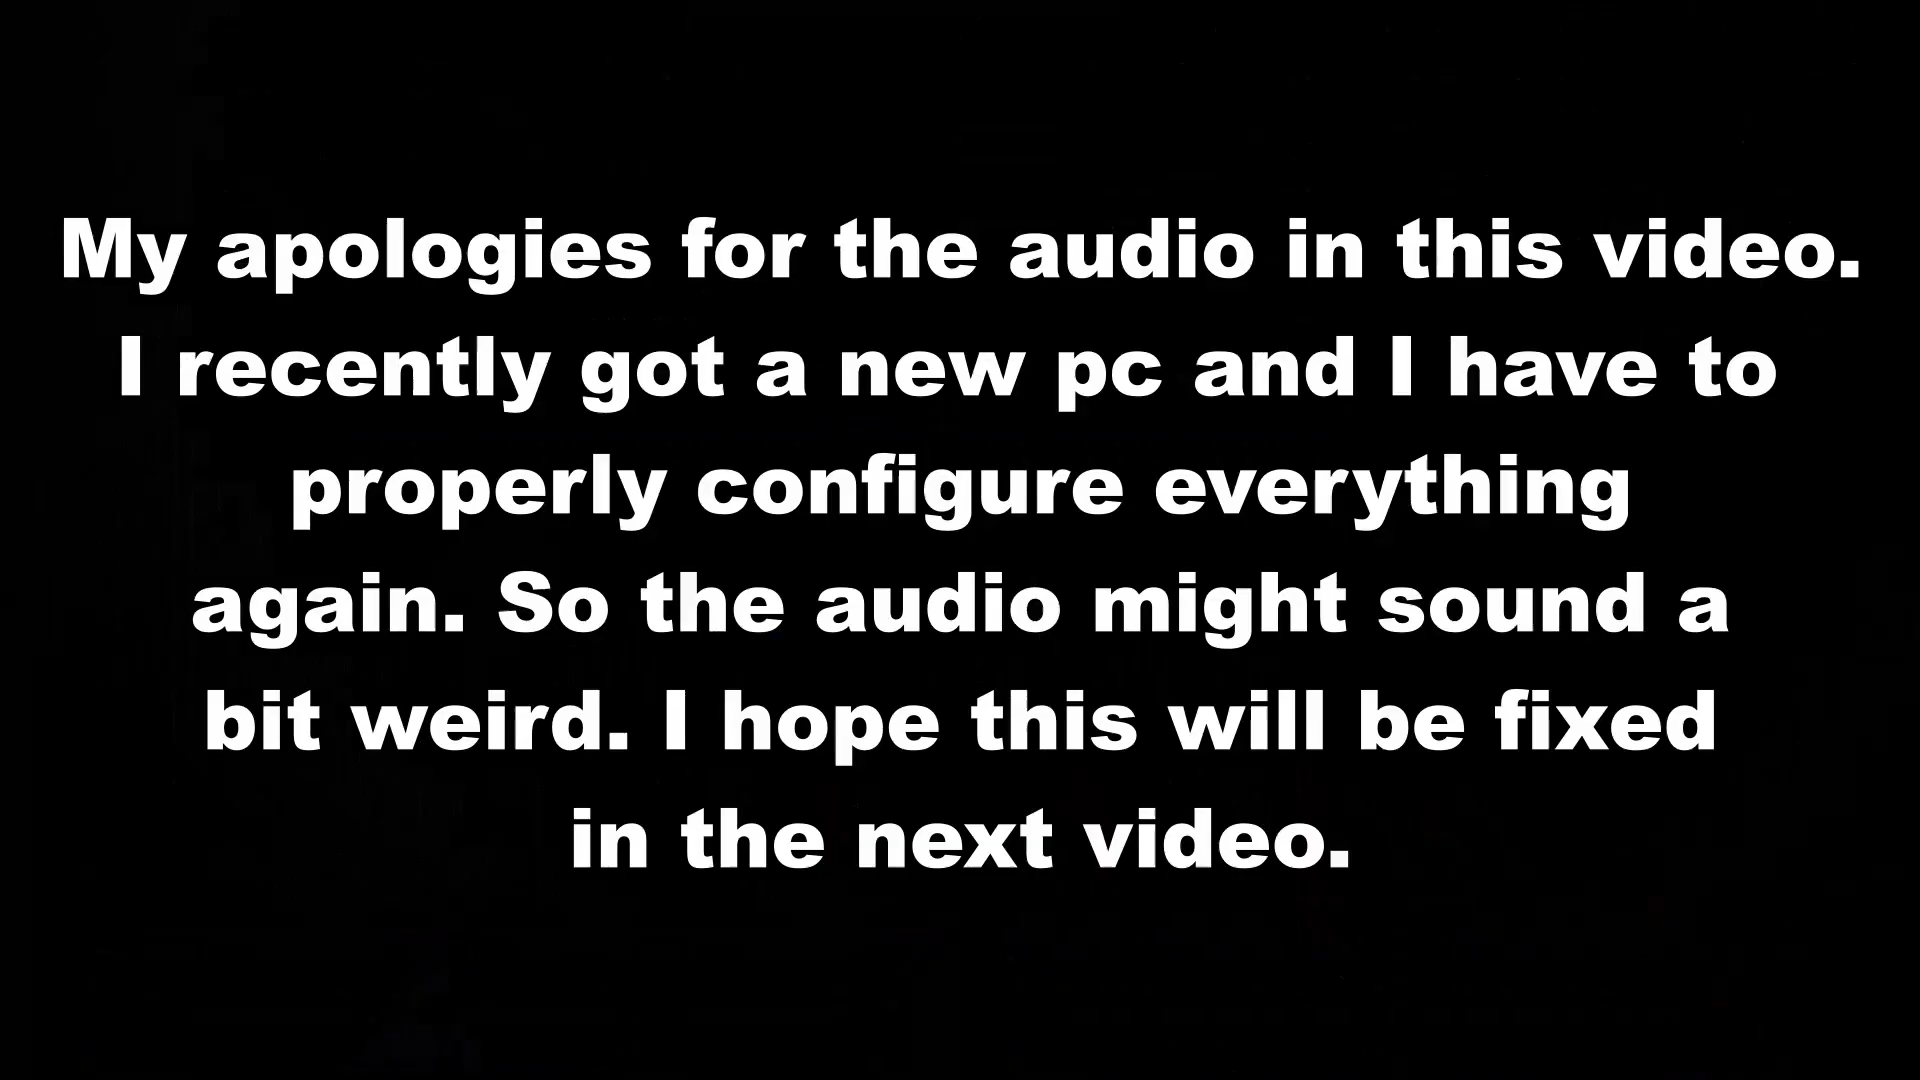 My apologies for the audio in this video.
I recently got a new pc and I have to
properly configure everything
again. So the audio might sound a
bit weird. I hope this will be fixed
in the next video.